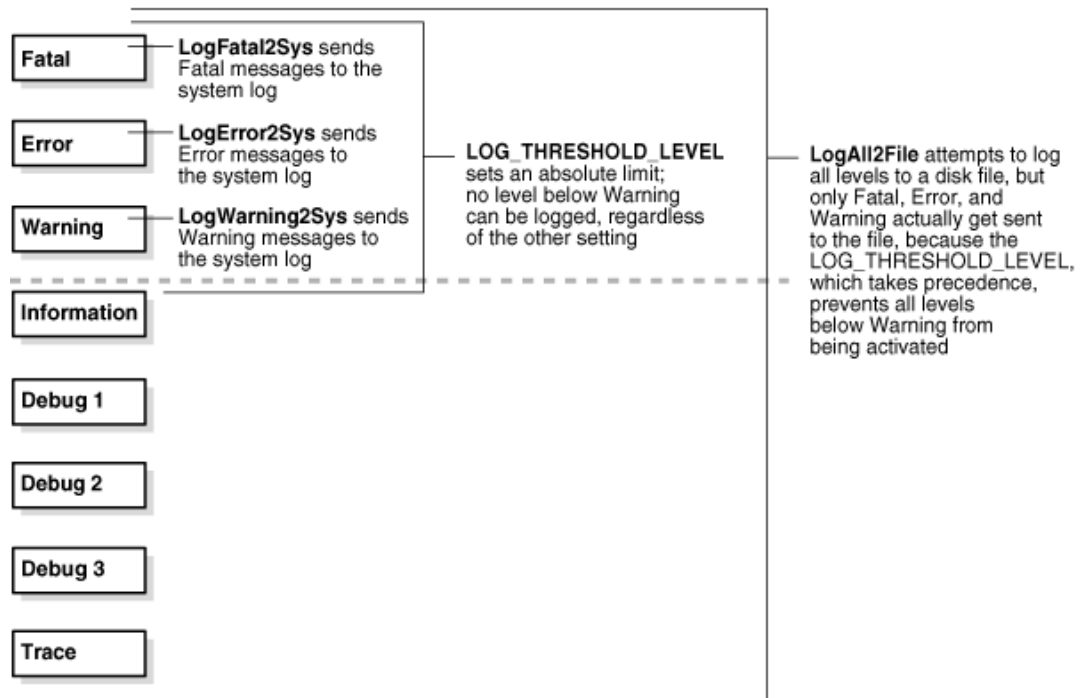 Fatal
LogFatal2Sys sends
Fatal messages to the
system log
Error
LogError2Sys sends
Error messages to
the system log
Warning
LogWarning2Sys sends
Warning messages to
the system log
LOG_THRESHOLD_LEVEL
sets an absolute limit;
no level below Warning
can be logged, regardless
of the other setting
LogAll2File attempts to log
all levels to a disk file, but
only Fatal, Error, and
Warning actually get sent
to the file, because the
LOG_THRESHOLD_LEVEL,
which takes precedence,
prevents all levels
below Warning from
being activated
Information
Debug 1
Debug 2
Debug 3
Trace